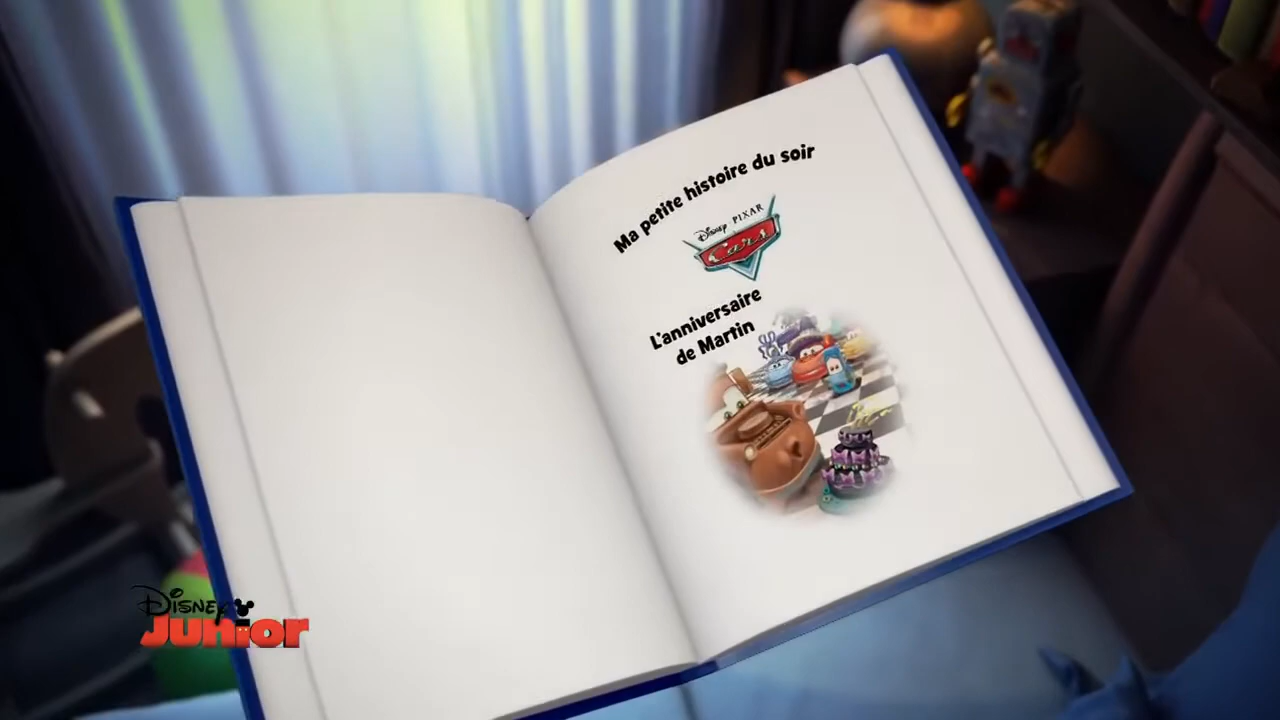 Ma petite histoire du soir
Disney PIXAR
Cars
L'anniversaire
de Martin
Disney
Junior